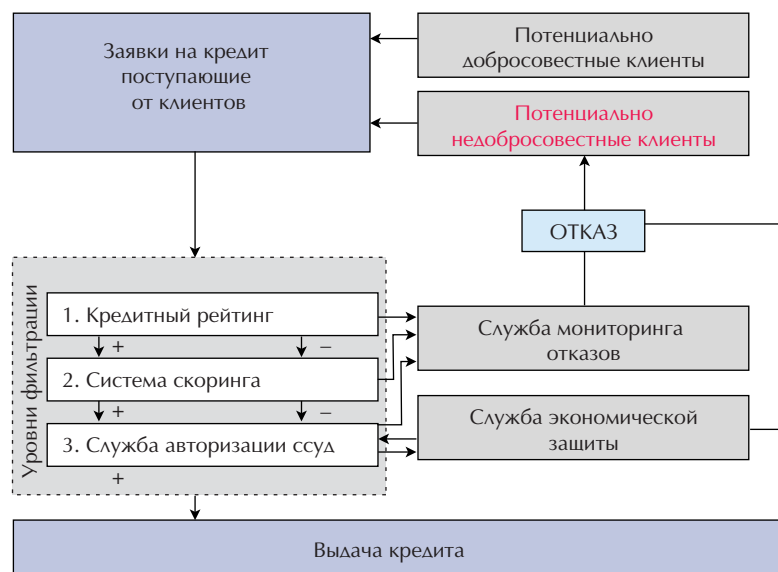 Заявки на кредит
поступающие
от клиентов
Потенциально
добросовестные клиенты
Потенциально
недобросовестные клиенты
ОТКАЗ
Уровни фильтрации
1. Кредитный рейтинг
+ –
2. Система скоринга
+ –
3. Служба авторизации ссуд
+
Служба мониторинга
отказов
Служба экономической
защиты
Выдача кредита